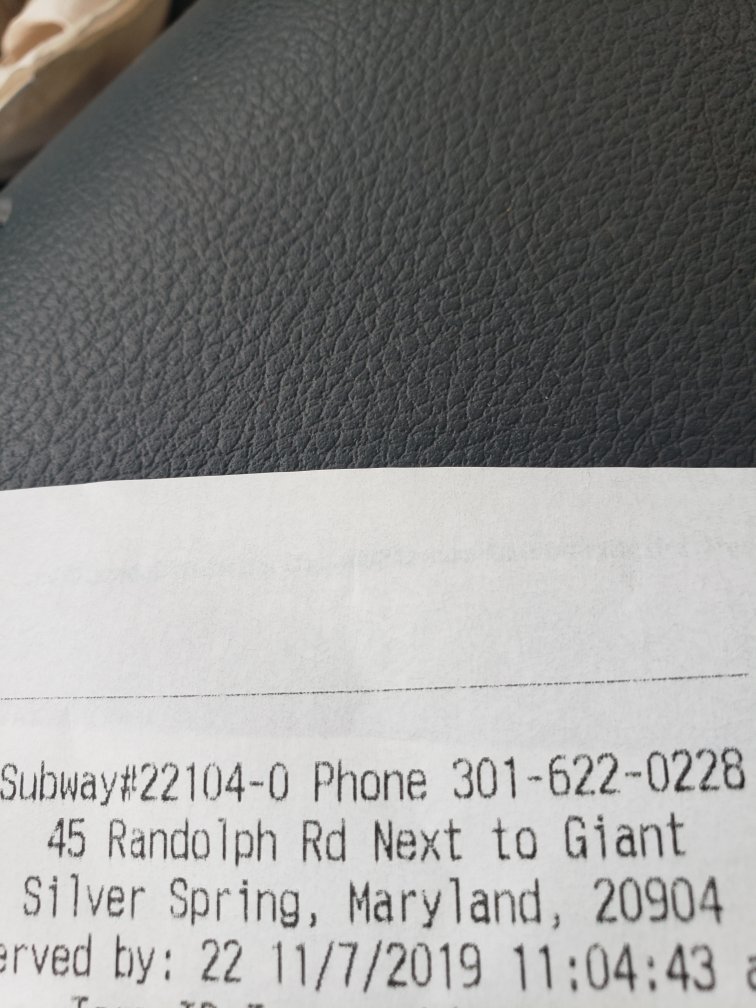 Subway#22104-0 Phone 301-622-0228
45 Randolph Rd Next to Giant
Silver Spring, Maryland, 20904
erved by: 22 11/7/2019 11:04:43 a